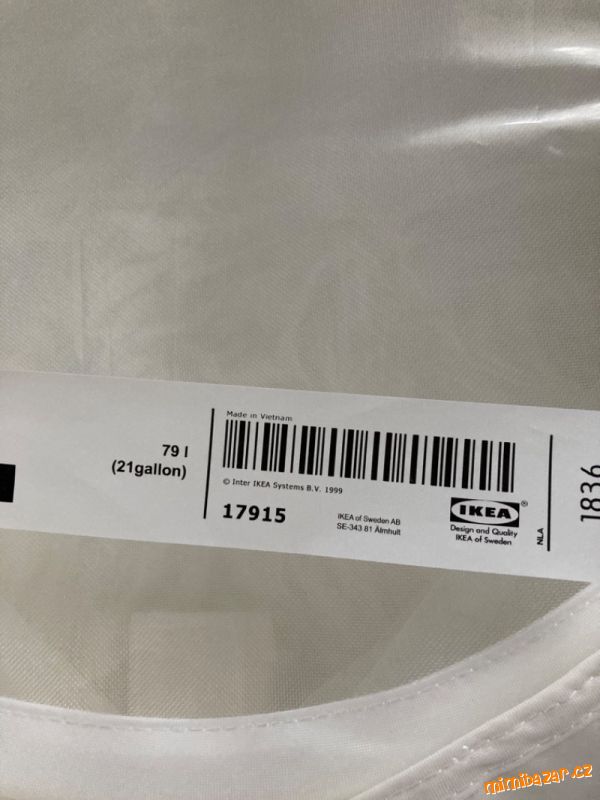 79 l
(21gallon)
Made in Vietnam
© Inter IKEA Systems B.V. 1999
17915
IKEA of Sweden AB
SE-343 81 Älmhult
IKEA®
Design and Quality
IKEA of Sweden
NLA
1836
mimibazar.cz